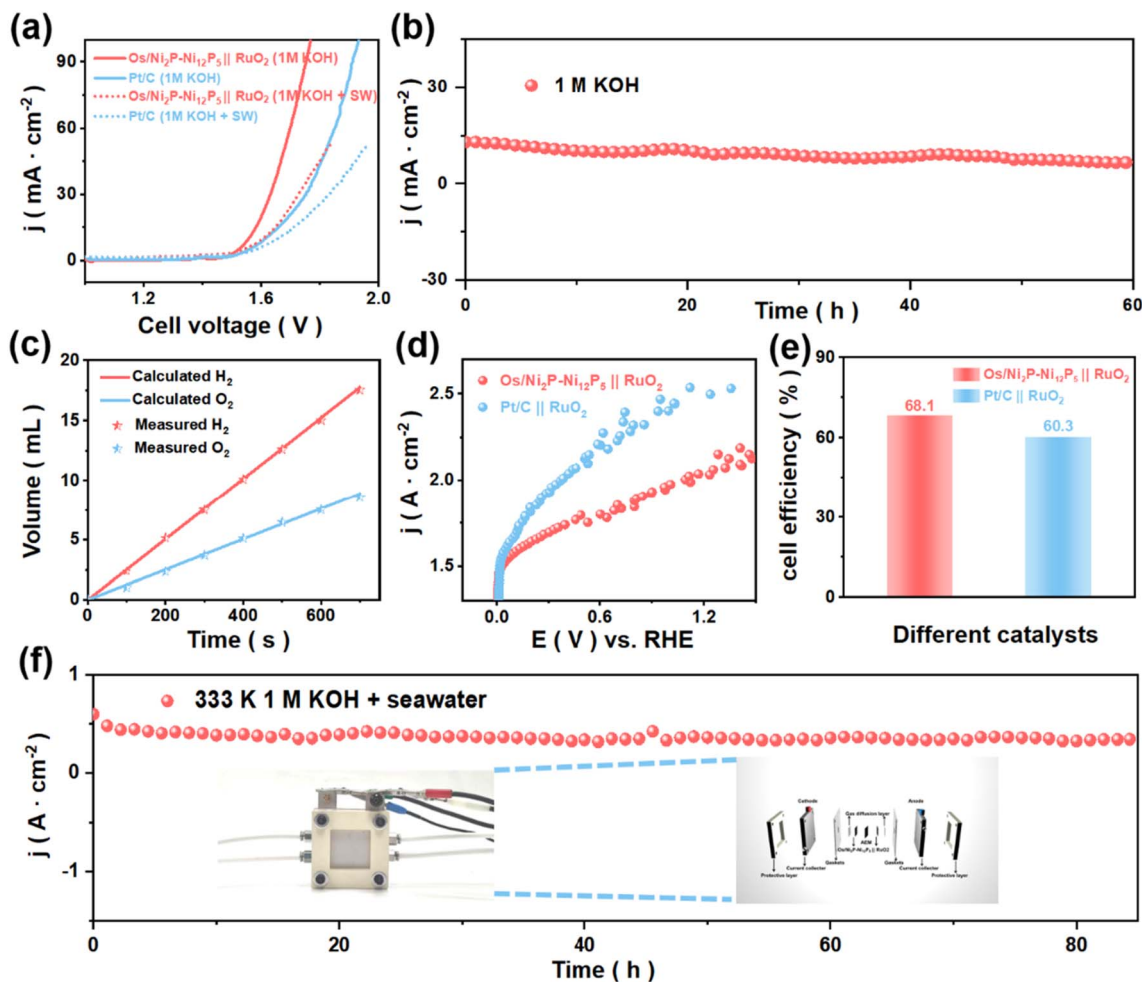 (a)
90
60
30
0
j ( mA · cm⁻² )
Os/Ni₂P-Ni₁₂P₅ || RuO₂ (1M KOH)
Pt/C (1M KOH)
Os/Ni₂P-Ni₁₂P₅ || RuO₂ (1M KOH + SW)
Pt/C (1M KOH + SW)
1.2 1.6 2.0
Cell voltage ( V )
(b)
30
0
-30
j ( mA · cm⁻² )
1 M KOH
0 20 40 60
Time ( h )
(c)
20
15
10
5
0
Volume ( mL )
Calculated H₂
Calculated O₂
Measured H₂
Measured O₂
0 200 400 600
Time ( s )
(d)
2.5
2.0
1.5
j ( A · cm⁻² )
Os/Ni₂P-Ni₁₂P₅ || RuO₂
Pt/C || RuO₂
0.0 0.6 1.2
E ( V ) vs. RHE
(e)
90
60
30
0
cell efficiency ( % )
Os/Ni₂P-Ni₁₂P₅ || RuO₂
Pt/C || RuO₂
68.1
60.3
Different catalysts
(f)
1
0
-1
j ( A · cm⁻² )
333 K 1 M KOH + seawater
Cathode
Anode
Gas diffusion layer
AEM
Os/Ni2P-Ni12P5 || RuO2
Gaskets
Gaskets
Current collector
Current collector
Protective layer
Protective layer
0 20 40 60 80
Time ( h )